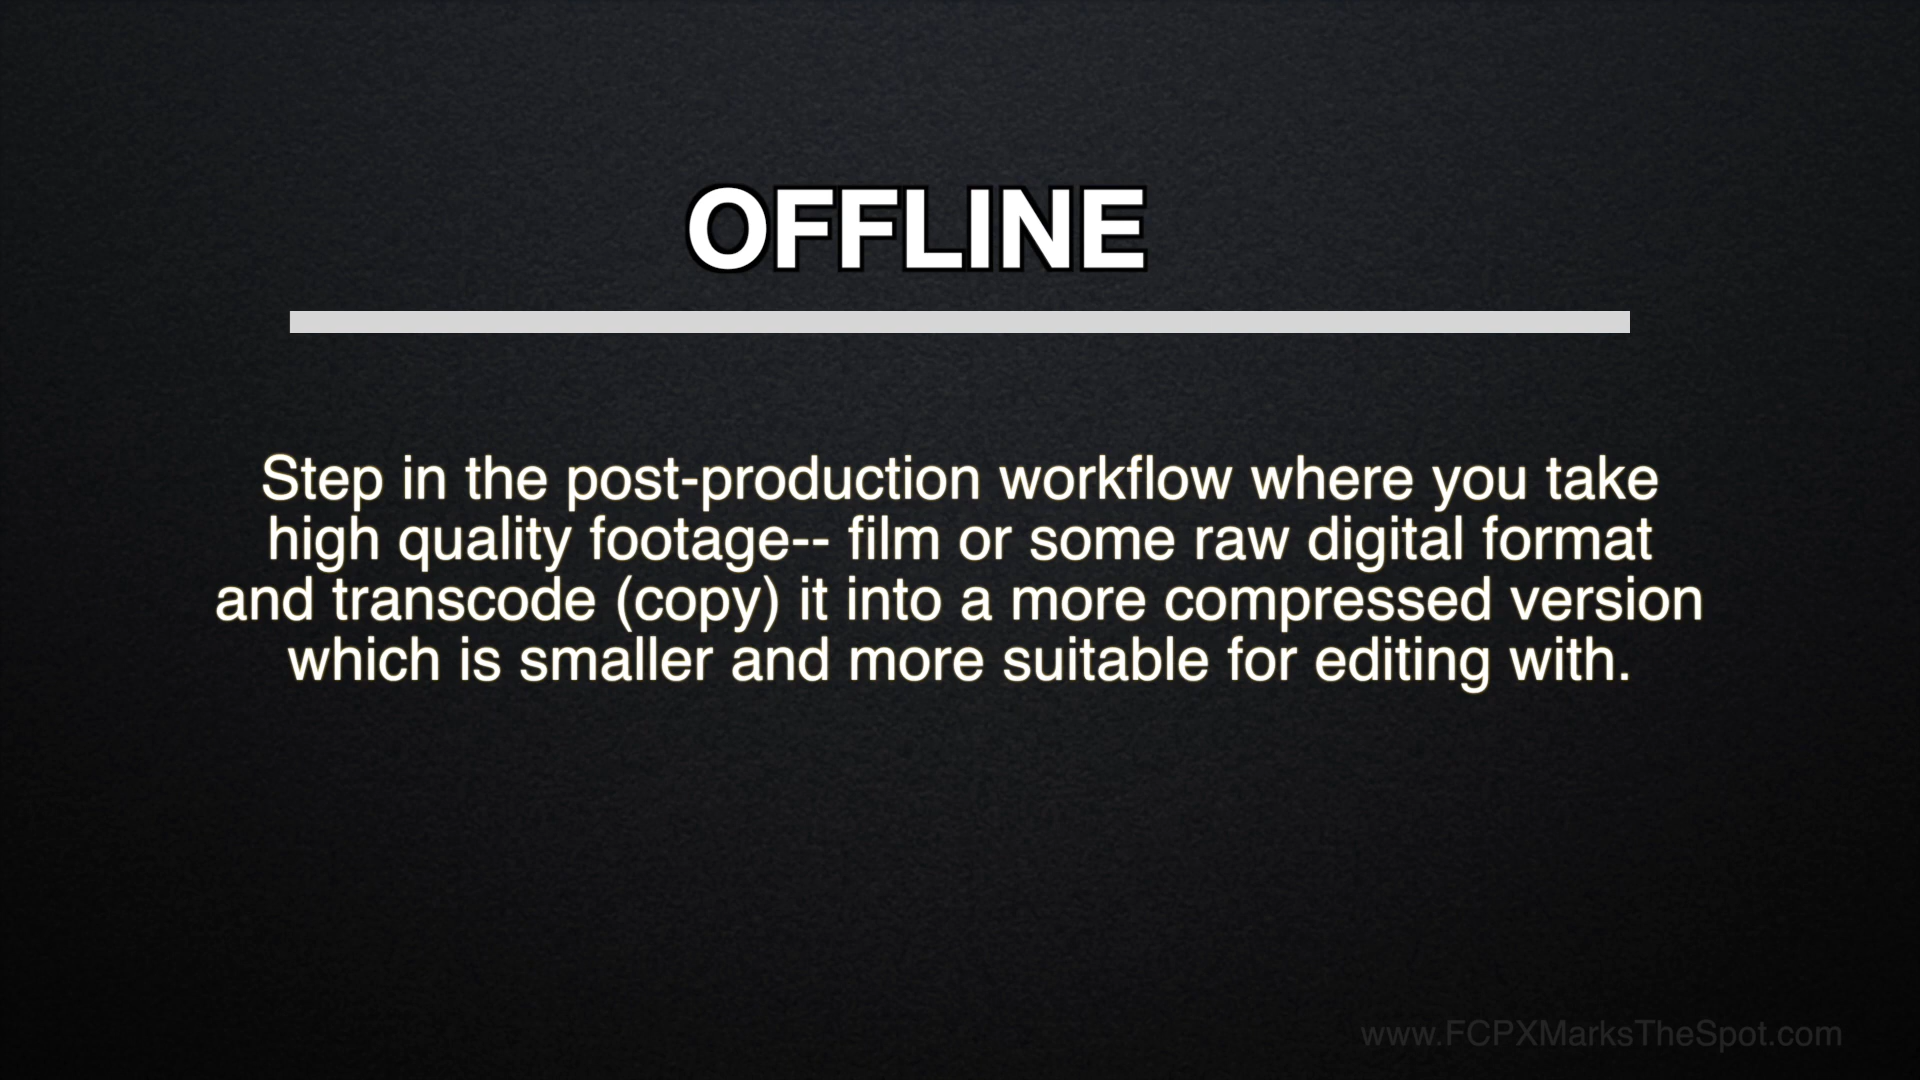 OFFLINE
Step in the post-production workflow where you take
high quality footage-- film or some raw digital format
and transcode (copy) it into a more compressed version
which is smaller and more suitable for editing with.
www.FCPXMarksTheSpot.com